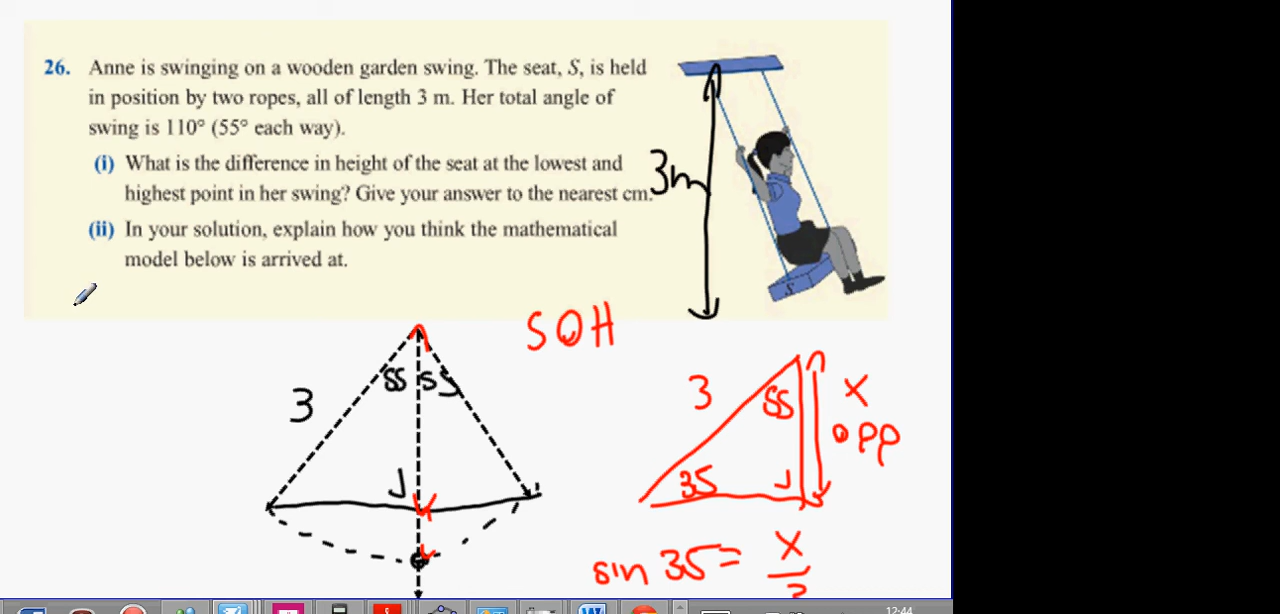 26. Anne is swinging on a wooden garden swing. The seat, S, is held
in position by two ropes, all of length 3 m. Her total angle of
swing is 110° (55° each way).
(i) What is the difference in height of the seat at the lowest and
highest point in her swing? Give your answer to the nearest cm.
(ii) In your solution, explain how you think the mathematical
model below is arrived at.
3m
S
SOH
55 55
3
3
55
x
opp
35
sin 35 = x
3
12:44